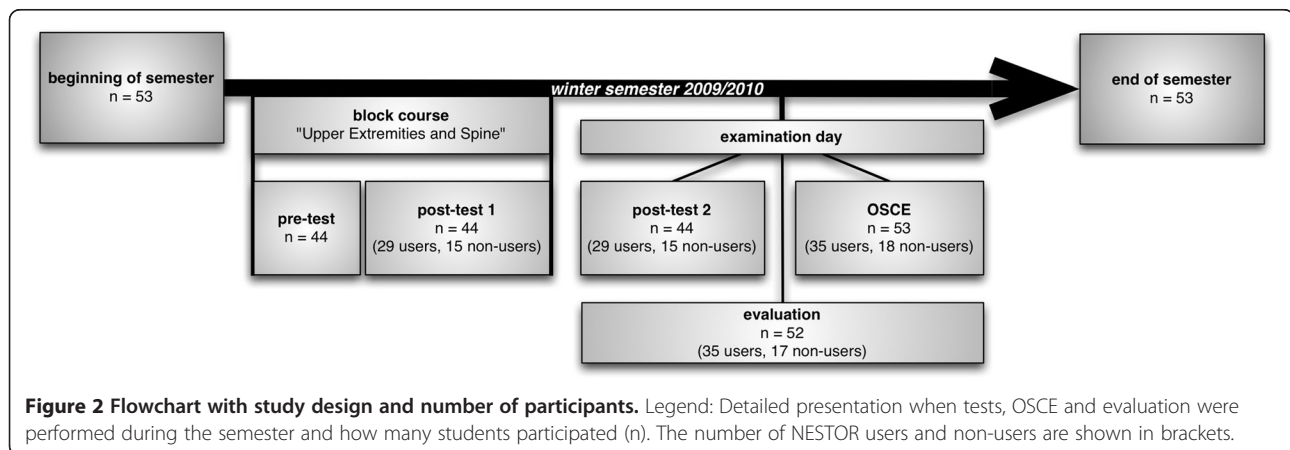 beginning of semester
n = 53
winter semester 2009/2010
end of semester
n = 53
block course
"Upper Extremities and Spine"
examination day
pre-test
n = 44
post-test 1
n = 44
(29 users, 15 non-users)
post-test 2
n = 44
(29 users, 15 non-users)
OSCE
n = 53
(35 users, 18 non-users)
evaluation
n = 52
(35 users, 17 non-users)
Figure 2 Flowchart with study design and number of participants. Legend: Detailed presentation when tests, OSCE and evaluation were
performed during the semester and how many students participated (n). The number of NESTOR users and non-users are shown in brackets.